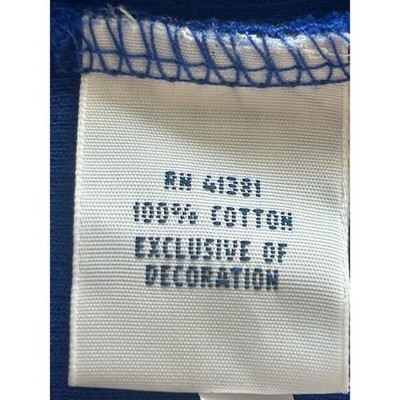 RN 41381
100% COTTON
EXCLUSIVE OF
DECORATION